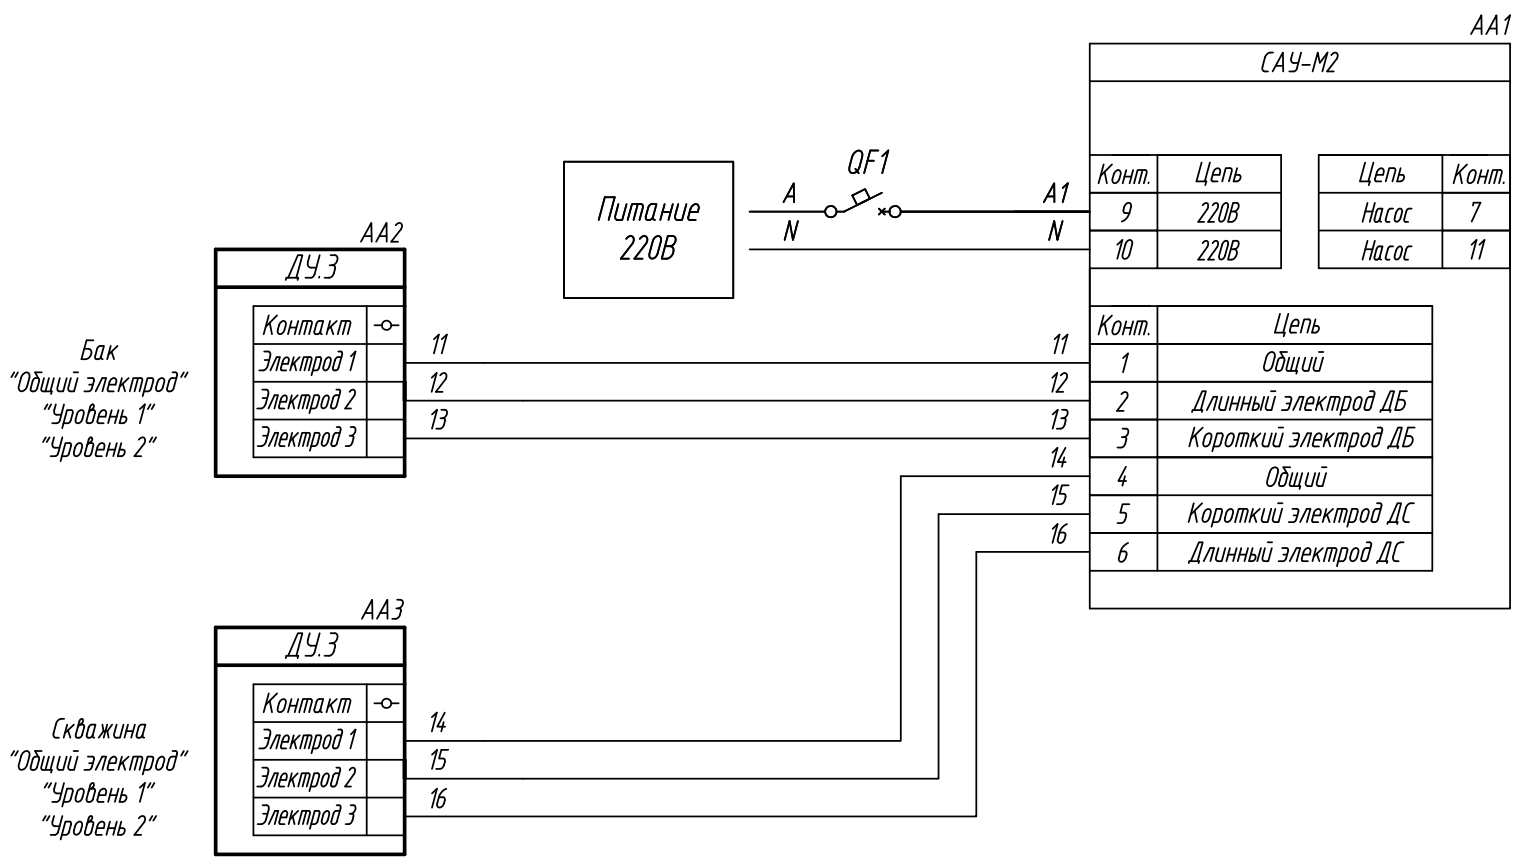 АА1
САУ-М2
Конт. Цепь
9 220В
10 220В
Цепь Конт.
Насос 7
Насос 11
Конт. Цепь
1 Общий
2 Длинный электрод ДБ
3 Короткий электрод ДБ
4 Общий
5 Короткий электрод ДС
6 Длинный электрод ДС
Питание
220В
QF1
A A1
N N
АА2
ДУ.3
Контакт
Электрод 1
Электрод 2
Электрод 3
Бак
"Общий электрод"
"Уровень 1"
"Уровень 2"
11 11
12 12
13 13
14
15
16
АА3
ДУ.3
Контакт
Электрод 1
Электрод 2
Электрод 3
Скважина
"Общий электрод"
"Уровень 1"
"Уровень 2"
14
15
16